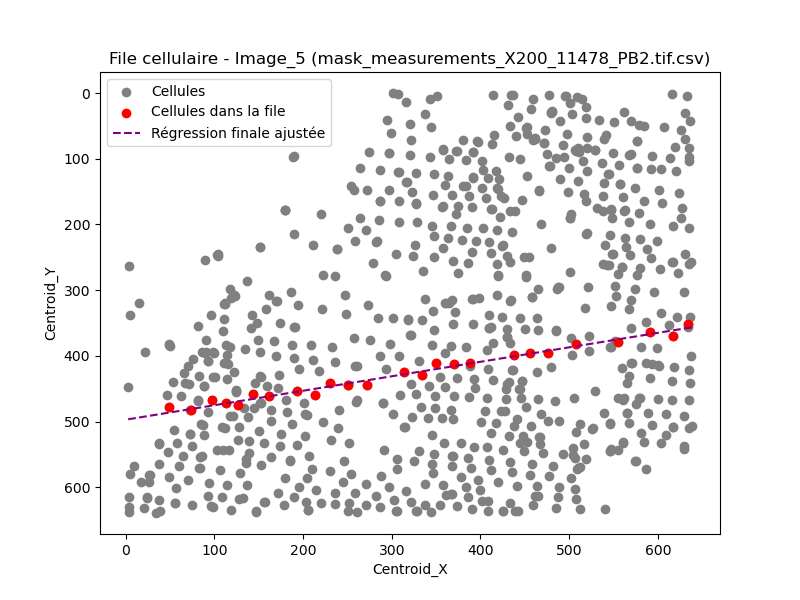 File cellulaire - Image_5 (mask_measurements_X200_11478_PB2.tif.csv)
Cellules
Cellules dans la file
Régression finale ajustée
Centroid_Y
0
100
200
300
400
500
600
0 100 200 300 400 500 600
Centroid_X